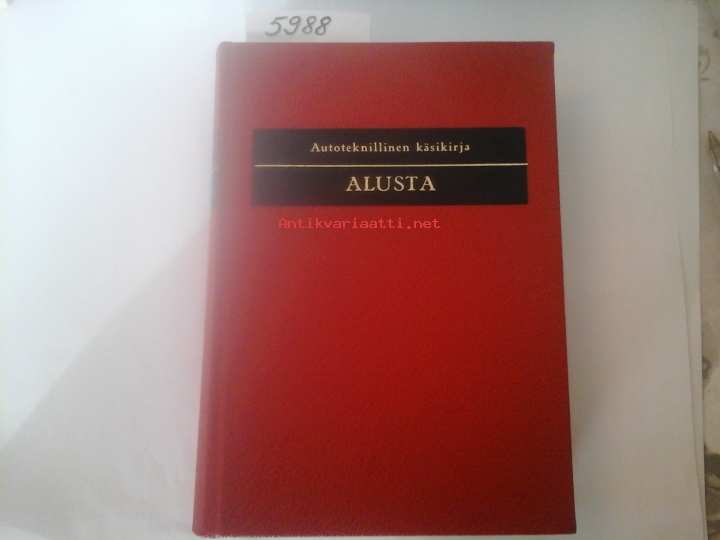 5988
Autoteknillinen käsikirja
ALUSTA
Antikvariaatti.net